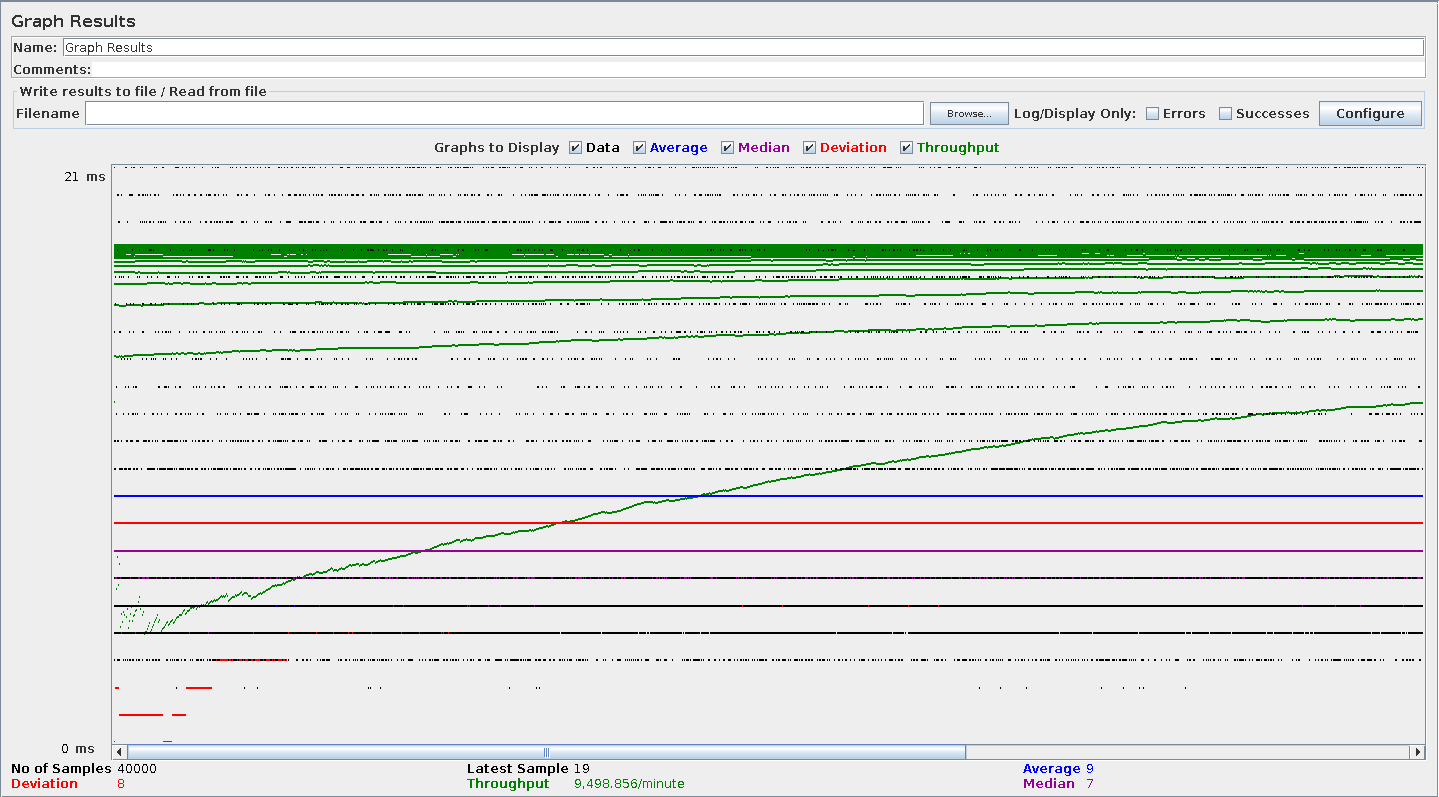 Graph Results
Name: Graph Results
Comments:
Write results to file / Read from file
Filename Browse... Log/Display Only: Errors Successes Configure
Graphs to Display Data Average Median Deviation Throughput
21 ms
0 ms
No of Samples 40000 Latest Sample 19 Average 9
Deviation 8 Throughput 9,498.856/minute Median 7